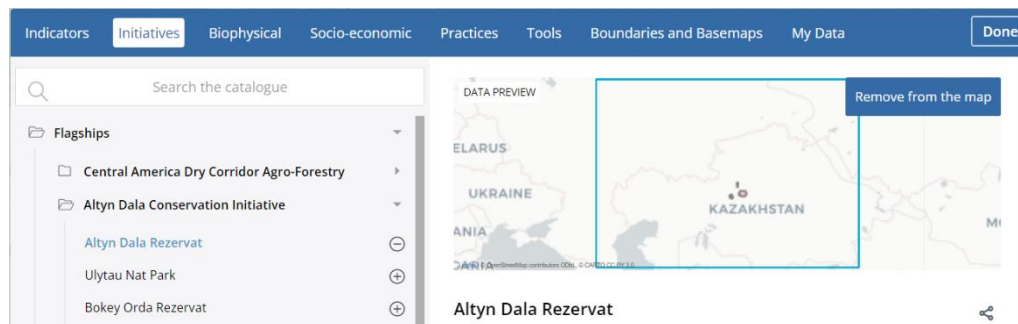 Indicators Initiatives Biophysical Socio-economic Practices Tools Boundaries and Basemaps My Data Done
Search the catalogue
Flagships
Central America Dry Corridor Agro-Forestry
Altyn Dala Conservation Initiative
Altyn Dala Rezervat
Ulytau Nat Park
Bokey Orda Rezervat
DATA PREVIEW
Remove from the map
ELARUS
UKRAINE
KAZAKHSTAN
ANIA
M
Altyn Dala Rezervat